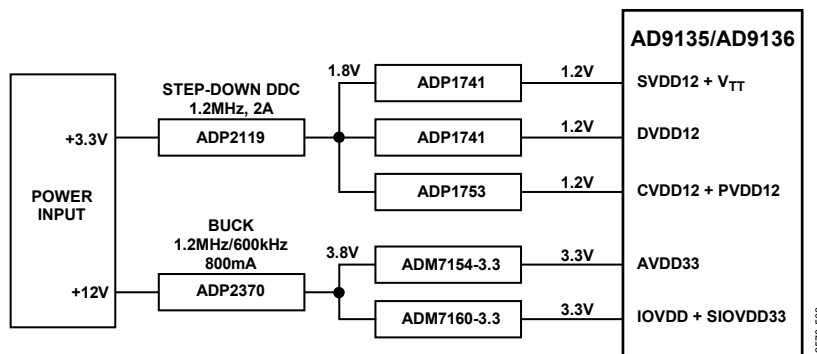 AD9135/AD9136
POWER
INPUT
+3.3V
+12V
STEP-DOWN DDC
1.2MHz, 2A
ADP2119
1.8V
ADP1741
1.2V
SVDD12 + VTT
ADP1741
1.2V
DVDD12
ADP1753
1.2V
CVDD12 + PVDD12
BUCK
1.2MHz/600kHz
800mA
ADP2370
3.8V
ADM7154-3.3
3.3V
AVDD33
ADM7160-3.3
3.3V
IOVDD + SIOVDD33